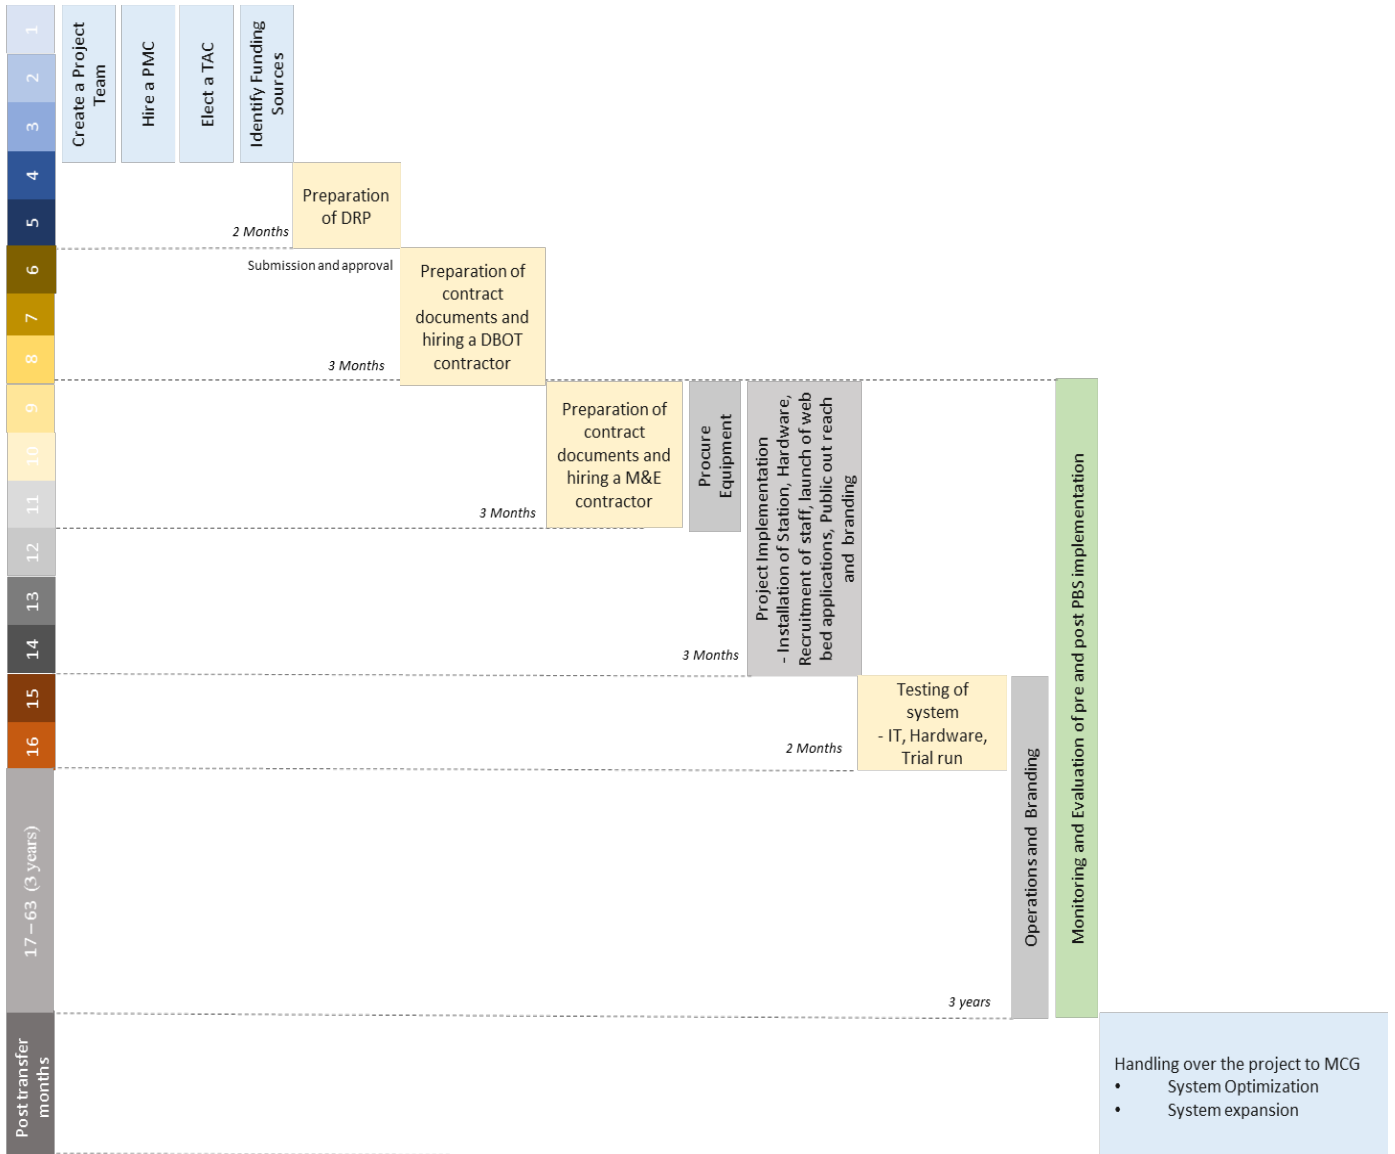 1
2
3
4
5
6
7
8
9
10
11
12
13
14
15
16
17 – 63 (3 years)
Post transfer
months
Create a Project
Team
Hire a PMC
Elect a TAC
Identify Funding
Sources
Preparation
of DRP
2 Months
Submission and approval
Preparation of
contract
documents and
hiring a DBOT
contractor
3 Months
Preparation of
contract
documents and
hiring a M&E
contractor
3 Months
Procure
Equipment
Project Implementation
- Installation of Station, Hardware,
Recruitment of staff, launch of web
bed applications, Public out reach
and branding
3 Months
Testing of
system
- IT, Hardware,
Trial run
2 Months
Operations and Branding
3 years
Monitoring and Evaluation of pre and post PBS implementation
Handling over the project to MCG
• System Optimization
• System expansion